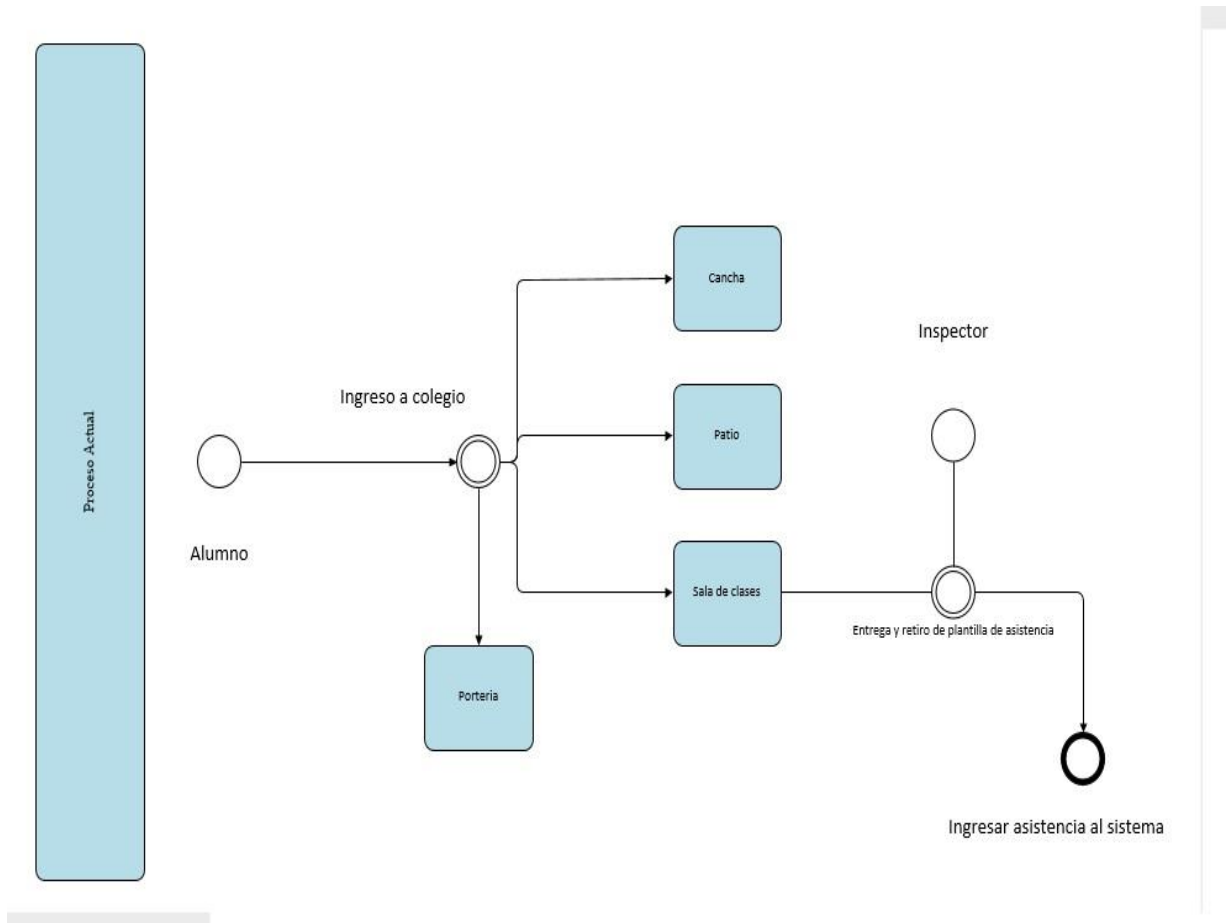 Proceso Actual
Alumno
Ingreso a colegio
Porteria
Cancha
Patio
Sala de clases
Inspector
Entrega y retiro de plantilla de asistencia
Ingresar asistencia al sistema